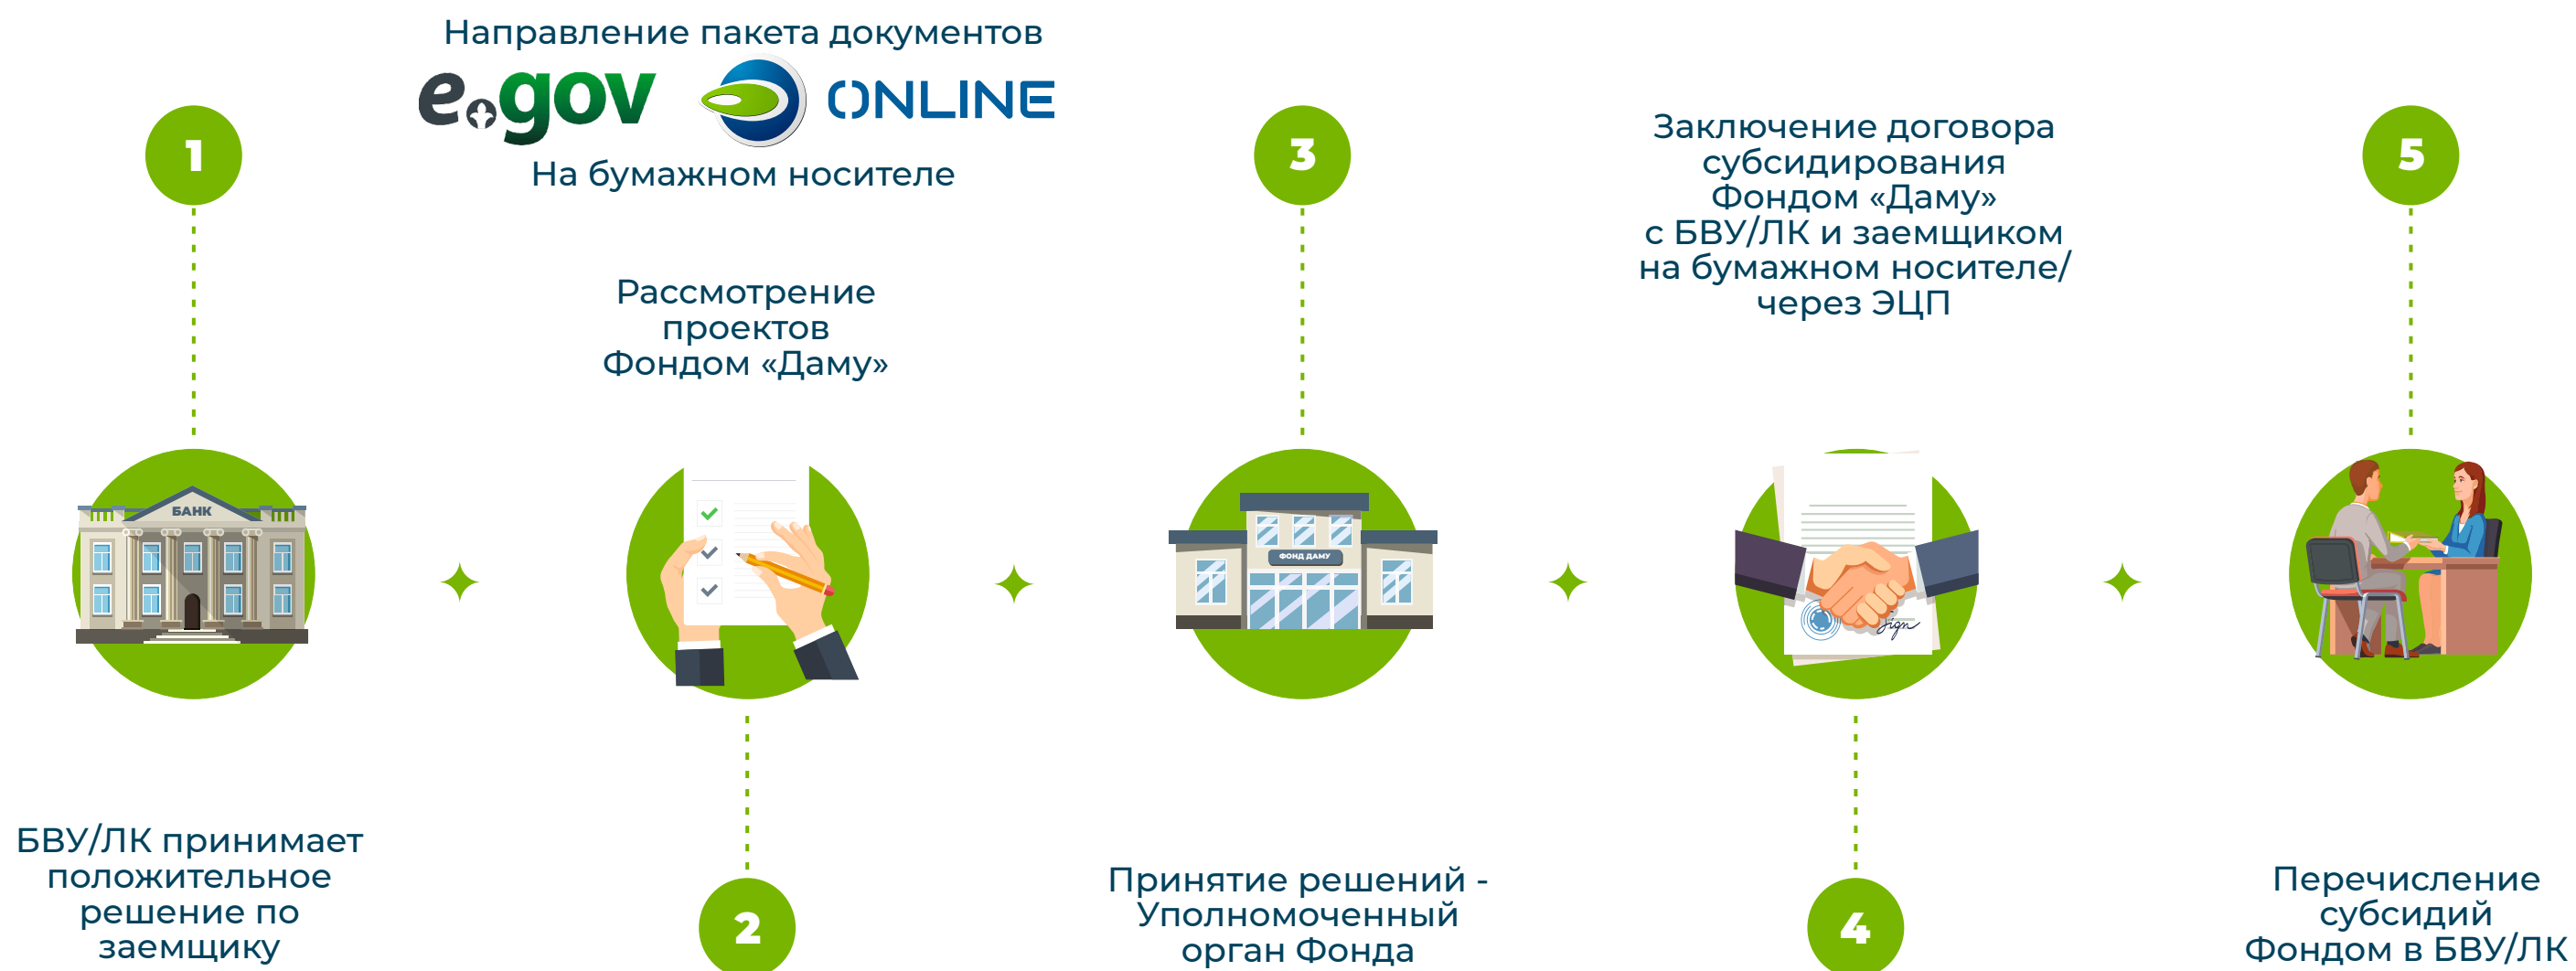 1
БАНК
БВУ/ЛК принимает
положительное
решение по
заемщику
Направление пакета документов
e.gov
ONLINE
На бумажном носителе
Рассмотрение
проектов
Фондом «Даму»
2
3
ФОНД ДАМУ
Принятие решений -
Уполномоченный
орган Фонда
Заключение договора
субсидирования
Фондом «Даму»
с БВУ/ЛК и заемщиком
на бумажном носителе/
через ЭЦП
Sign
4
5
Перечисление
субсидий
Фондом в БВУ/ЛК